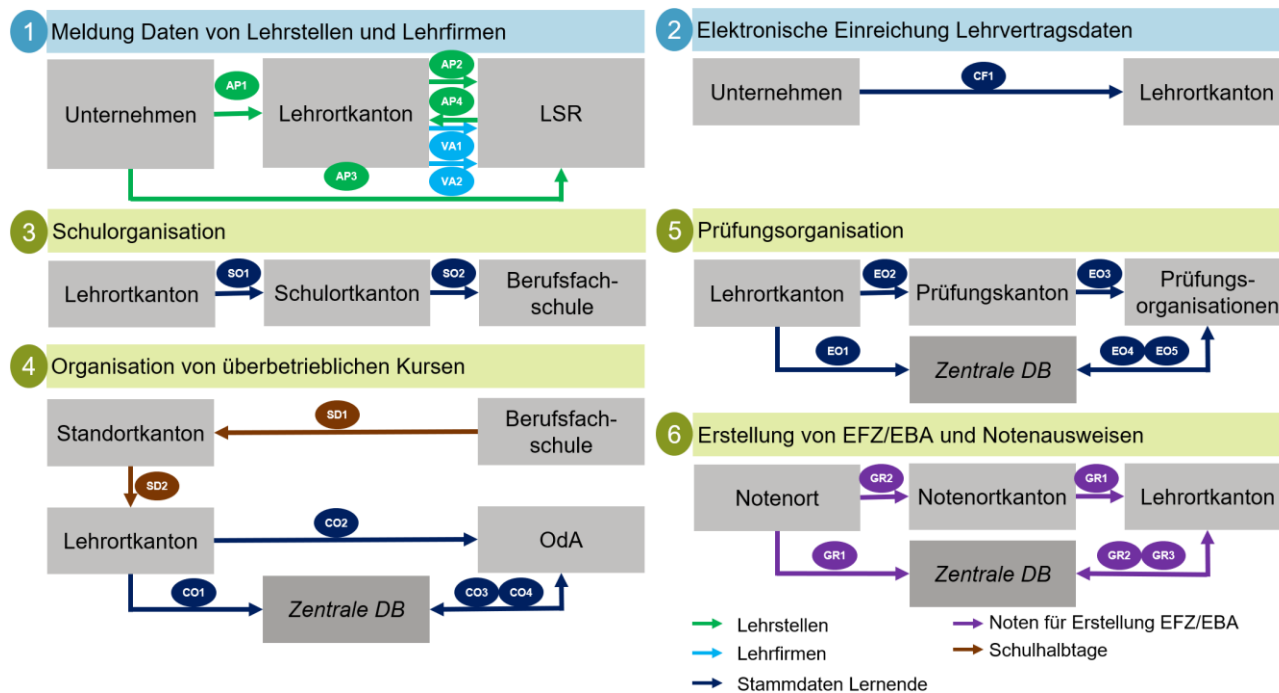 1 Meldung Daten von Lehrstellen und Lehrfirmen
AP1
AP2
Unternehmen
Lehrortkanton
AP4
LSR
VA1
AP3
VA2
2 Elektronische Einreichung Lehrvertragsdaten
CF1
Unternehmen
Lehrortkanton
3 Schulorganisation
SO1
SO2
Lehrortkanton
Schulortkanton
Berufsfach-
schule
5 Prüfungsorganisation
EO2
EO3
Lehrortkanton
Prüfungskanton
Prüfungs-
organisationen
EO1
EO4
EO5
Zentrale DB
4 Organisation von überbetrieblichen Kursen
SD1
Standortkanton
Berufsfach-
schule
SD2
CO2
Lehrortkanton
OdA
CO1
CO3
CO4
Zentrale DB
6 Erstellung von EFZ/EBA und Notenausweisen
GR2
GR1
Notenort
Notenortkanton
Lehrortkanton
GR1
GR2
GR3
Zentrale DB
Lehrstellen
Lehrfirmen
Stammdaten Lernende
Noten für Erstellung EFZ/EBA
Schulhalbtage